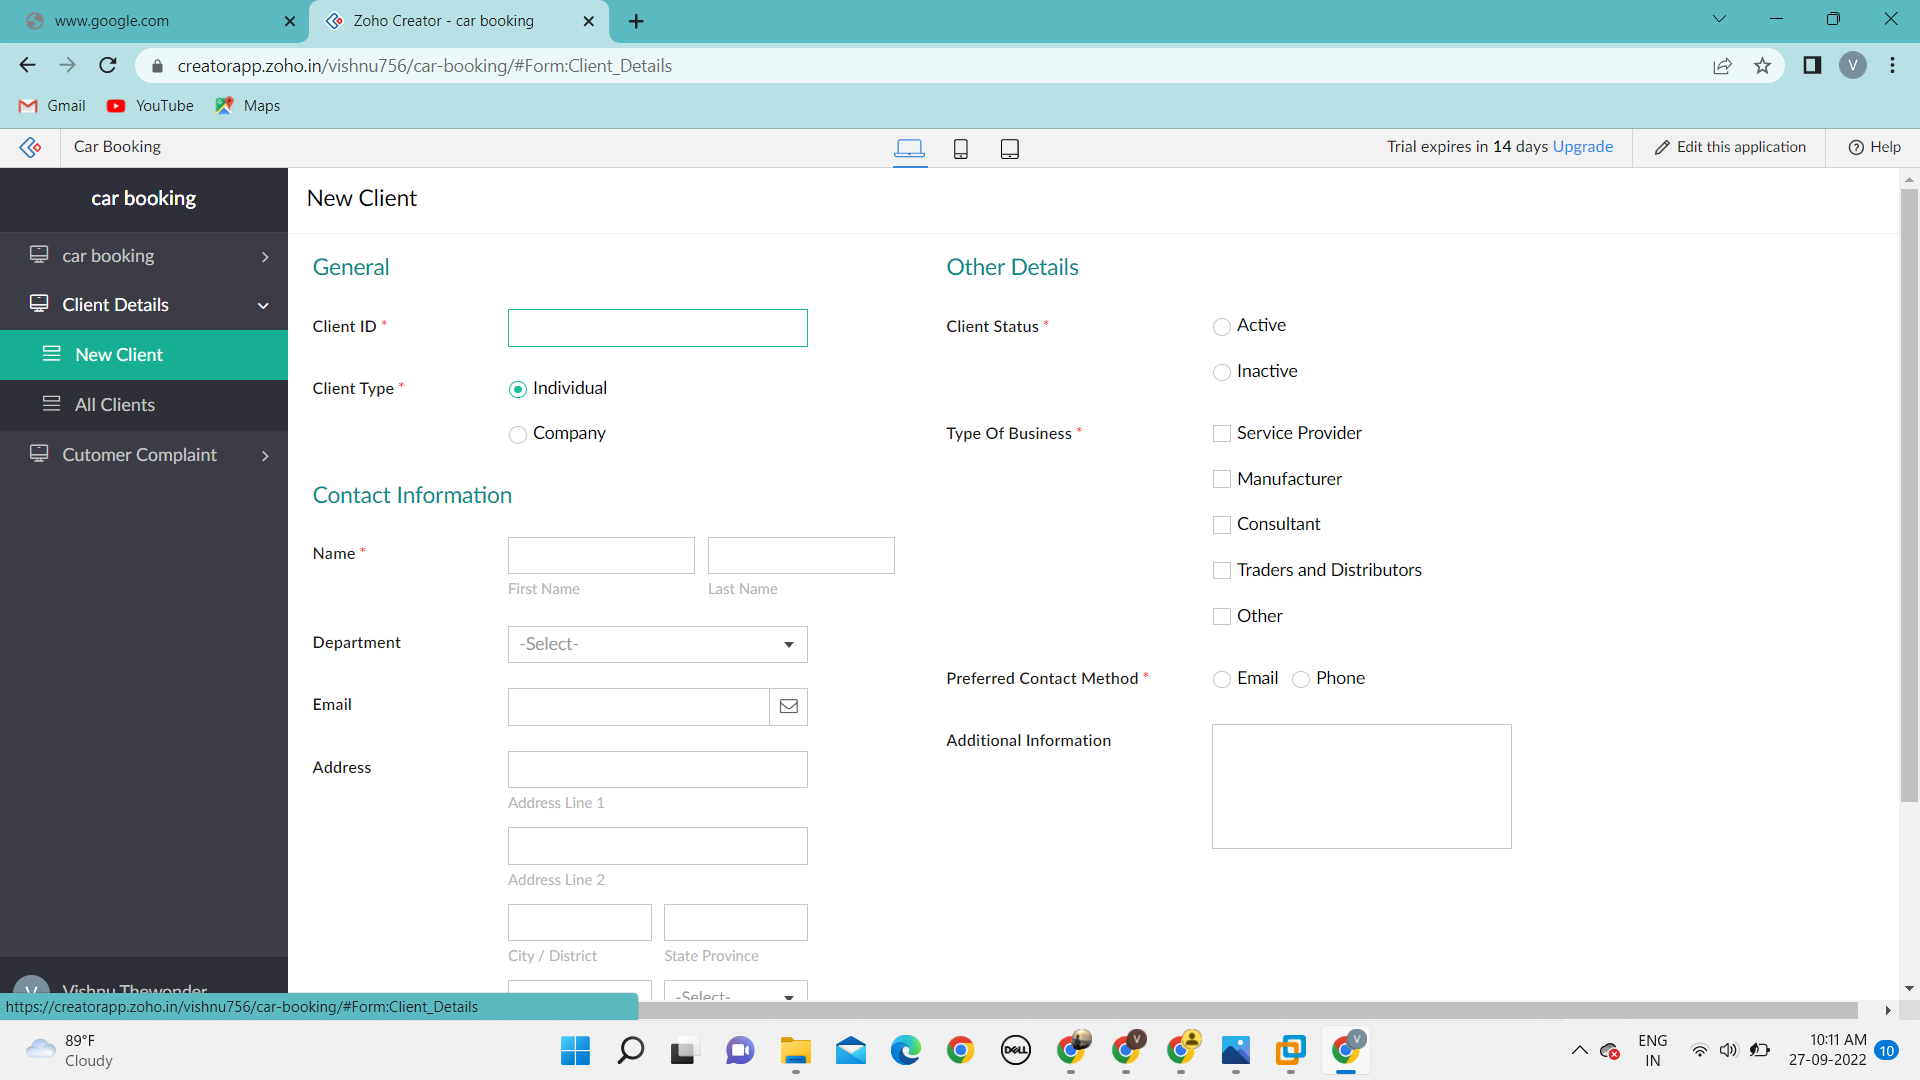 www.google.com
Zoho Creator - car booking
creatorapp.zoho.in/vishnu756/car-booking/#Form:Client_Details
V
Gmail
YouTube
Maps
Car Booking
Trial expires in 14 days Upgrade
Edit this application
Help
car booking
car booking
Client Details
New Client
All Clients
Cutomer Complaint
New Client
General
Client ID *
Client Type *
Individual
Company
Contact Information
Name *
First Name
Last Name
Department
-Select-
Email
Address
Address Line 1
Address Line 2
City / District
State Province
-Select-
Other Details
Client Status *
Active
Inactive
Type Of Business *
Service Provider
Manufacturer
Consultant
Traders and Distributors
Other
Preferred Contact Method *
Email
Phone
Additional Information
V
Vishnu Thewonder
https://creatorapp.zoho.in/vishnu756/car-booking/#Form:Client_Details
89°F
Cloudy
DELL
V
V
ENG
IN
10:11 AM
27-09-2022
10